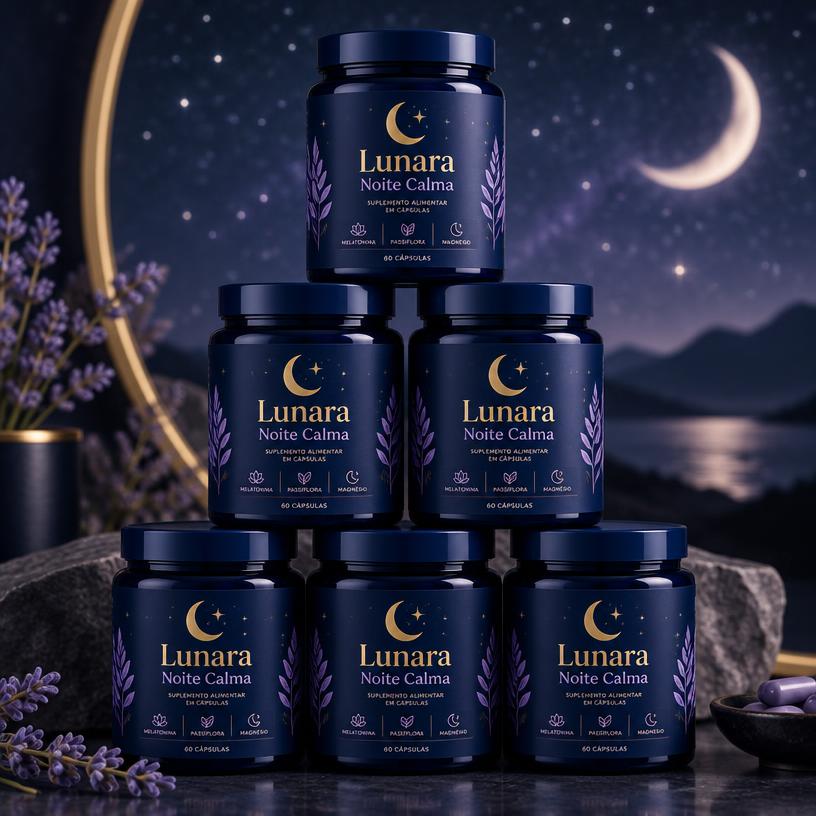 Lunara
Noite Calma
SUPLEMENTO ALIMENTAR
EM CÁPSULAS
MELATONINA PASSIFLORA MAGNÉSIO
60 CÁPSULAS
Lunara
Noite Calma
SUPLEMENTO ALIMENTAR
EM CÁPSULAS
MELATONINA PASSIFLORA MAGNÉSIO
60 CÁPSULAS
Lunara
Noite Calma
SUPLEMENTO ALIMENTAR
EM CÁPSULAS
MELATONINA PASSIFLORA MAGNÉSIO
60 CÁPSULAS
Lunara
Noite Calma
SUPLEMENTO ALIMENTAR
EM CÁPSULAS
MELATONINA PASSIFLORA MAGNÉSIO
60 CÁPSULAS
Lunara
Noite Calma
SUPLEMENTO ALIMENTAR
EM CÁPSULAS
MELATONINA PASSIFLORA MAGNÉSIO
60 CÁPSULAS
Lunara
Noite Calma
SUPLEMENTO ALIMENTAR
EM CÁPSULAS
MELATONINA PASSIFLORA MAGNÉSIO
60 CÁPSULAS